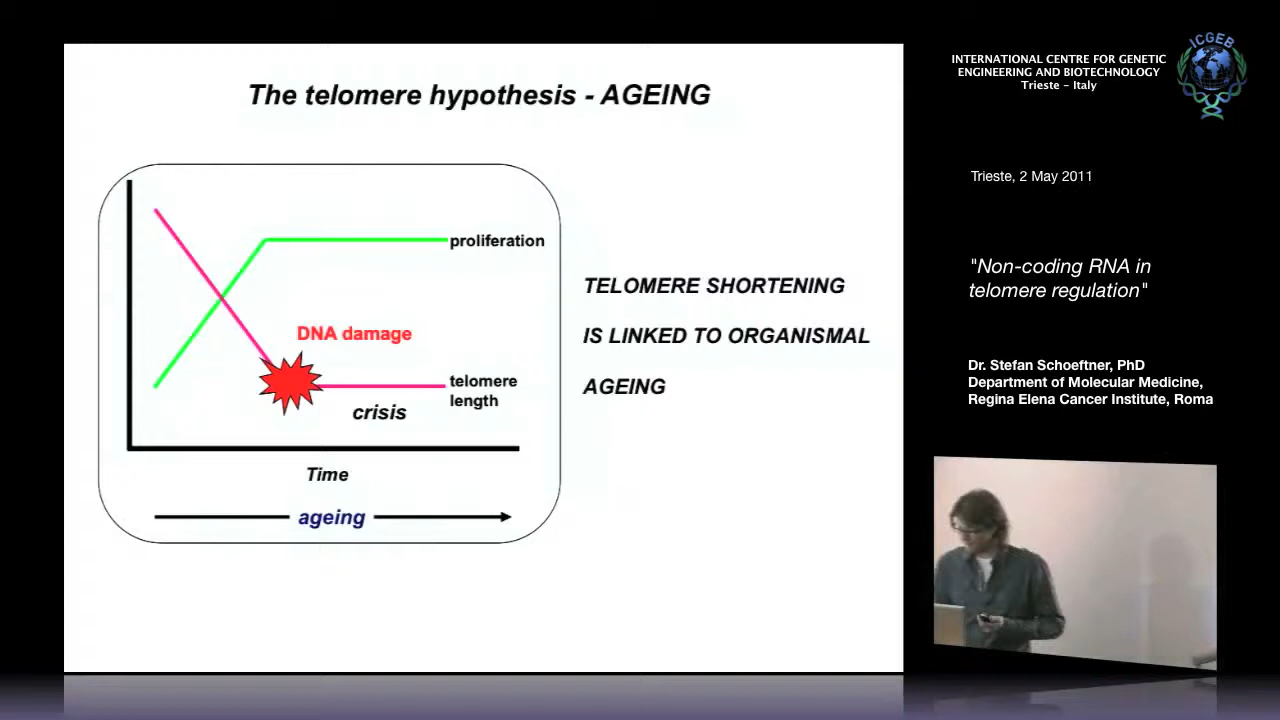 The telomere hypothesis - AGEING
proliferation
DNA damage
telomere
length
crisis
Time
ageing
TELOMERE SHORTENING
IS LINKED TO ORGANISMAL
AGEING
ICGEB
INTERNATIONAL CENTRE FOR GENETIC
ENGINEERING AND BIOTECHNOLOGY
Trieste - Italy
Trieste, 2 May 2011
"Non-coding RNA in
telomere regulation"
Dr. Stefan Schoeftner, PhD
Department of Molecular Medicine,
Regina Elena Cancer Institute, Roma